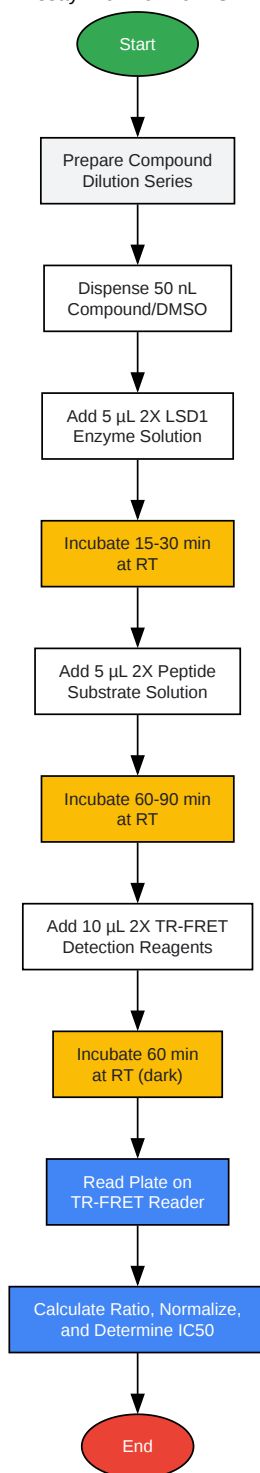 Start
Prepare Compound
Dilution Series
Dispense 50 nL
Compound/DMSO
Add 5 µL 2X LSD1
Enzyme Solution
Incubate 15-30 min
at RT
Add 5 µL 2X Peptide
Substrate Solution
Incubate 60-90 min
at RT
Add 10 µL 2X TR-FRET
Detection Reagents
Incubate 60 min
at RT (dark)
Read Plate on
TR-FRET Reader
Calculate Ratio, Normalize,
and Determine IC50
End